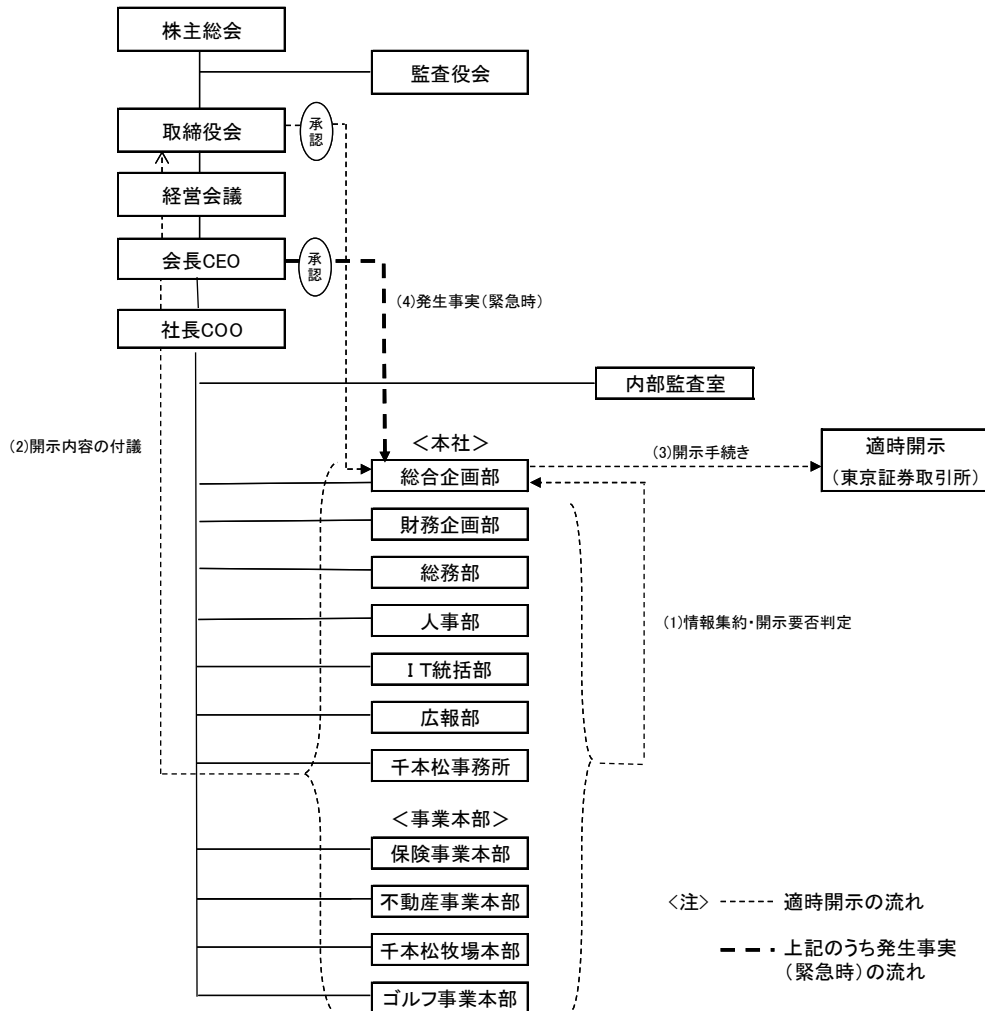 株主総会
監査役会
取締役会
承認
経営会議
会長CEO
承認
(4)発生事実(緊急時)
社長COO
内部監査室
(2)開示内容の付議
＜本社＞
(3)開示手続き
適時開示
(東京証券取引所)
総合企画部
財務企画部
総務部
人事部
(1)情報集約・開示要否判定
IT統括部
広報部
千本松事務所
＜事業本部＞
保険事業本部
不動産事業本部
千本松牧場本部
ゴルフ事業本部
<注> 適時開示の流れ
上記のうち発生事実
(緊急時)の流れ